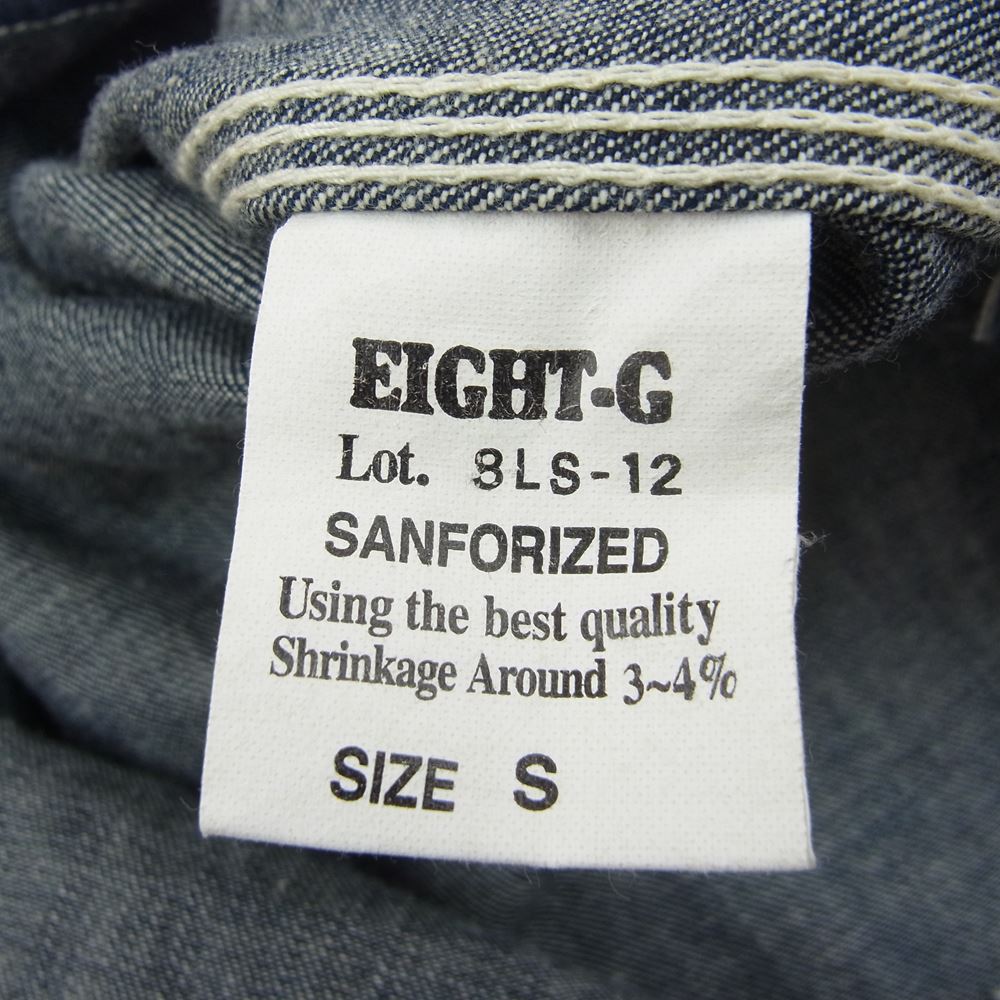 EIGHT-G
Lot. 8LS-12
SANFORIZED
Using the best quality
Shrinkage Around 3~4%
SIZE S